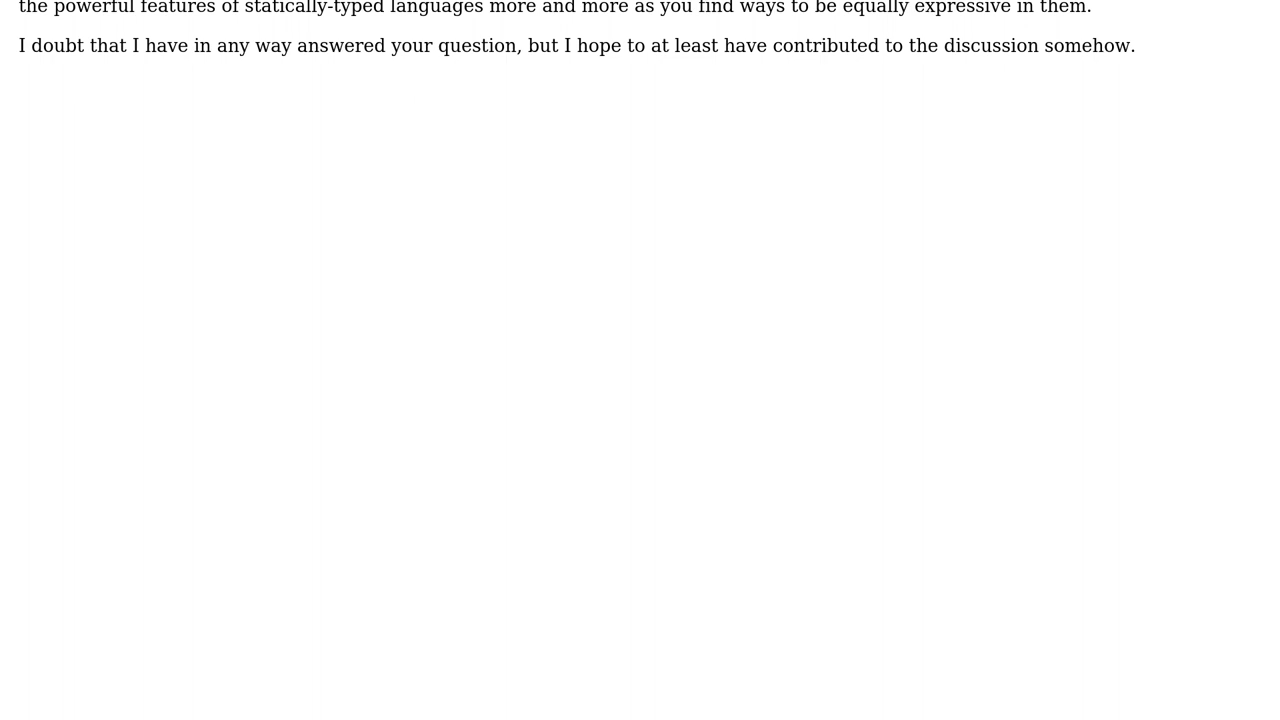 the powerful features of statically-typed languages more and more as you find ways to be equally expressive in them.
I doubt that I have in any way answered your question, but I hope to at least have contributed to the discussion somehow.